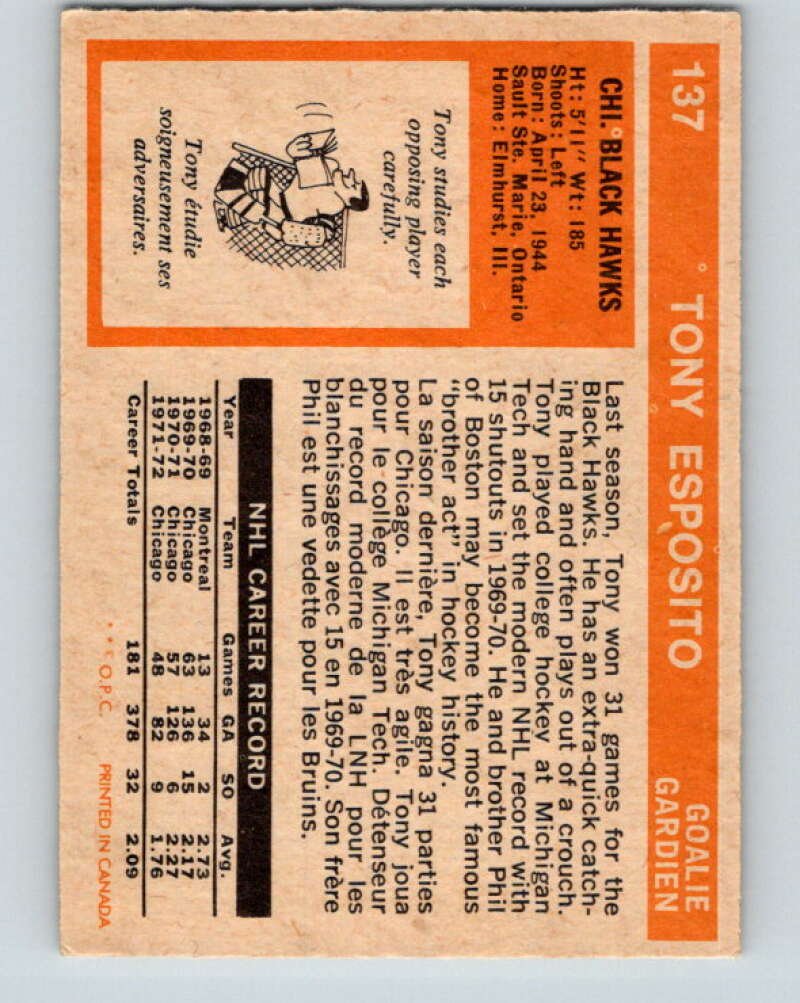 137 TONY ESPOSITO GOALIE
GARDIEN
CHI. BLACK HAWKS
Ht: 5'11" Wt: 185
Shoots: Left
Born: April 23, 1944
Sault Ste. Marie, Ontario
Home: Elmhurst, Ill.
Tony studies each
opposing player
carefully.
Tony étudie
soigneusement ses
adversaires.
Last season, Tony won 31 games for the
Black Hawks. He has an extra-quick catch-
ing hand and often plays out of a crouch.
Tony played college hockey at Michigan
Tech and set the modern NHL record with
15 shutouts in 1969-70. He and brother Phil
of Boston may become the most famous
"brother act" in hockey history.
La saison dernière, Tony gagna 31 parties
pour Chicago. Il est très agile. Tony joua
pour le collège Michigan Tech. Détenseur
du record moderne de la LNH pour les
blanchissages avec 15 en 1969-70. Son frère
Phil est une vedette pour les Bruins.
NHL CAREER RECORD
Year Team Games GA SO Avg.
1968-69 Montreal 13 34 2 2.73
1969-70 Chicago 63 136 15 2.17
1970-71 Chicago 57 126 6 2.27
1971-72 Chicago 48 82 9 1.76
Career Totals 181 378 32 2.09
O.P.C. PRINTED IN CANADA